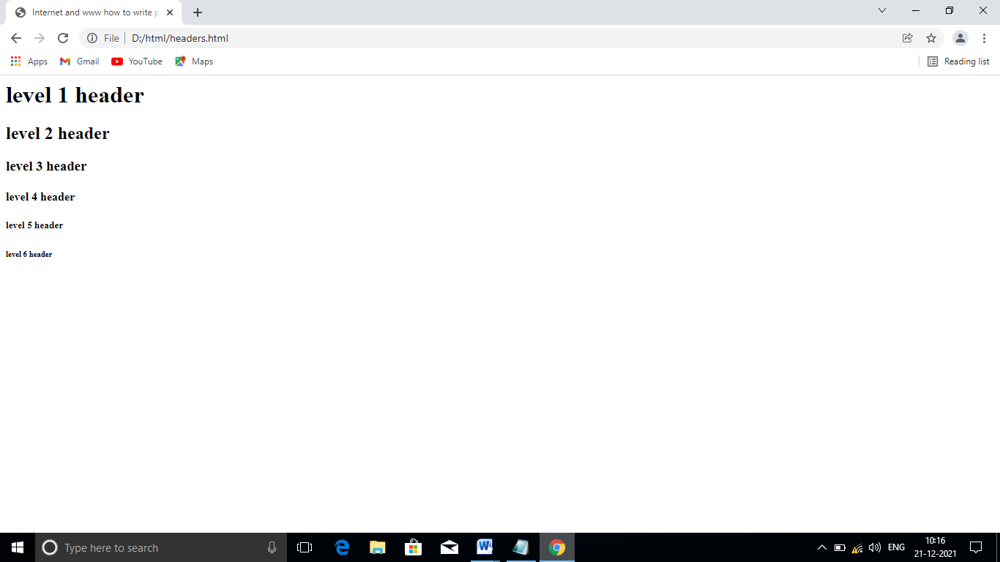 Internet and www how to write p
File D:/html/headers.html
Apps Gmail YouTube Maps Reading list
level 1 header
level 2 header
level 3 header
level 4 header
level 5 header
level 6 header
Type here to search
ENG
10:16
21-12-2021